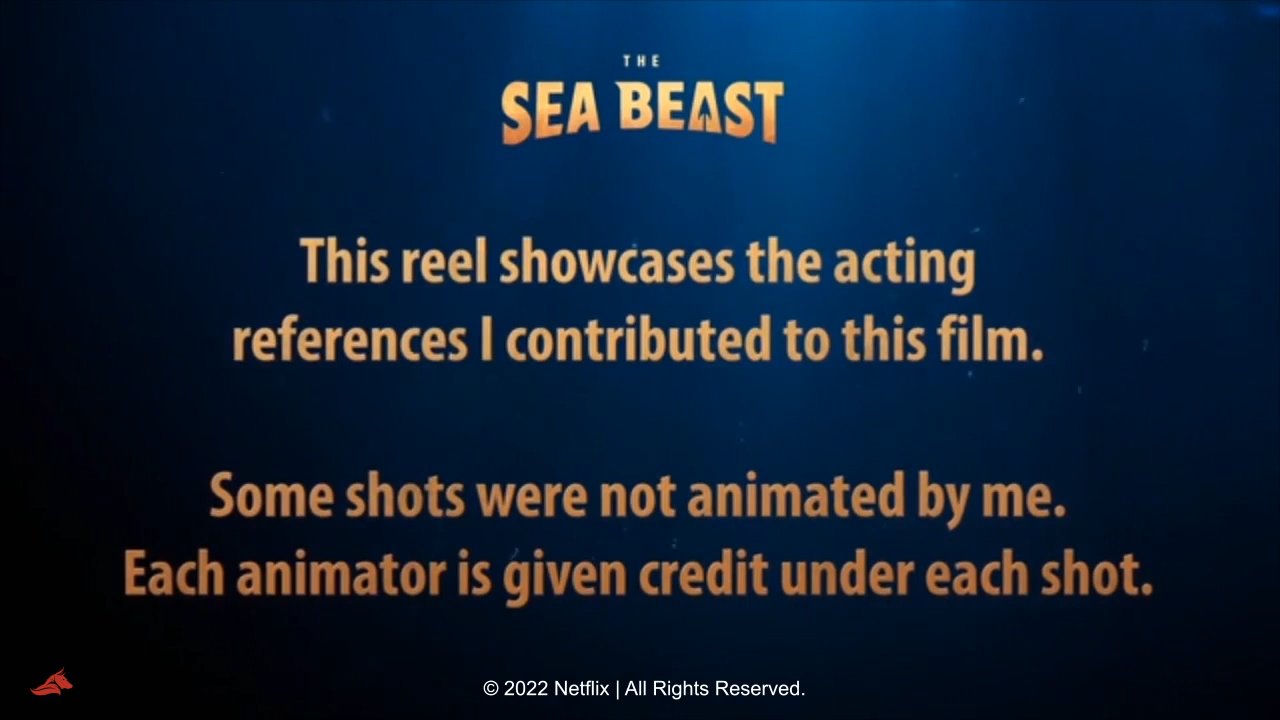 THE
SEA BEAST
This reel showcases the acting
references I contributed to this film.
Some shots were not animated by me.
Each animator is given credit under each shot.
© 2022 Netflix | All Rights Reserved.